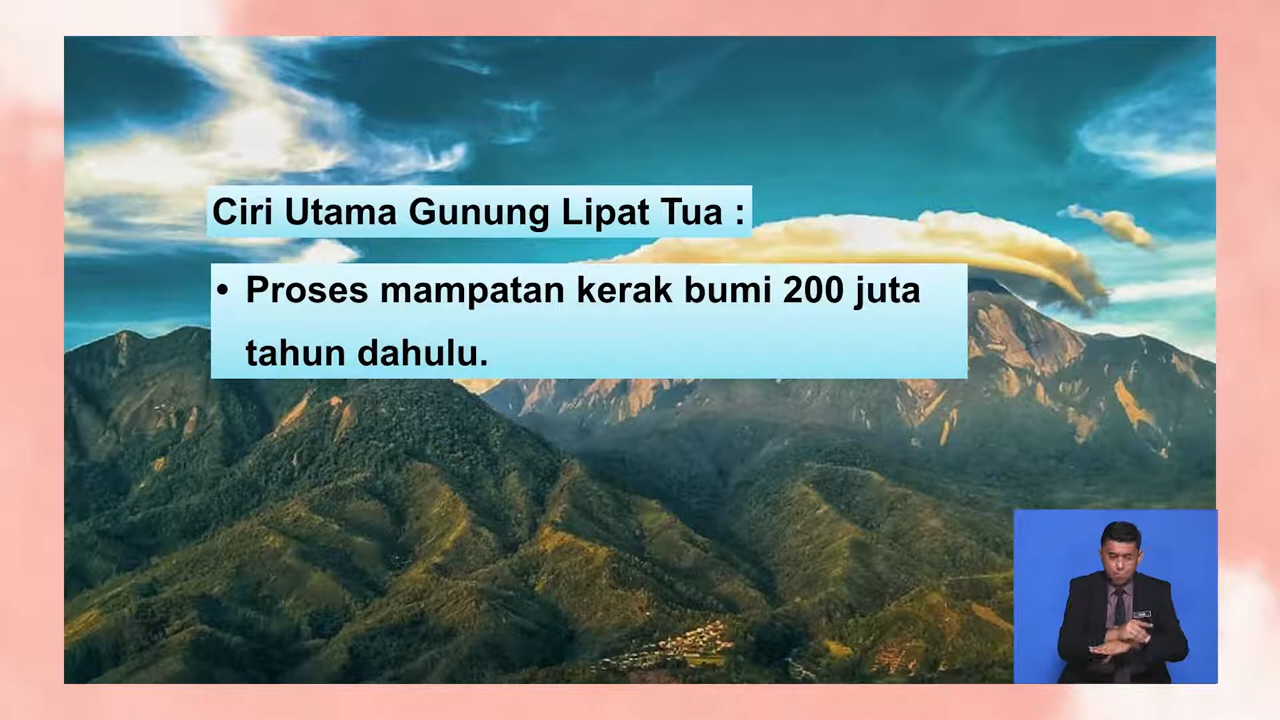 Ciri Utama Gunung Lipat Tua :
• Proses mampatan kerak bumi 200 juta
tahun dahulu.